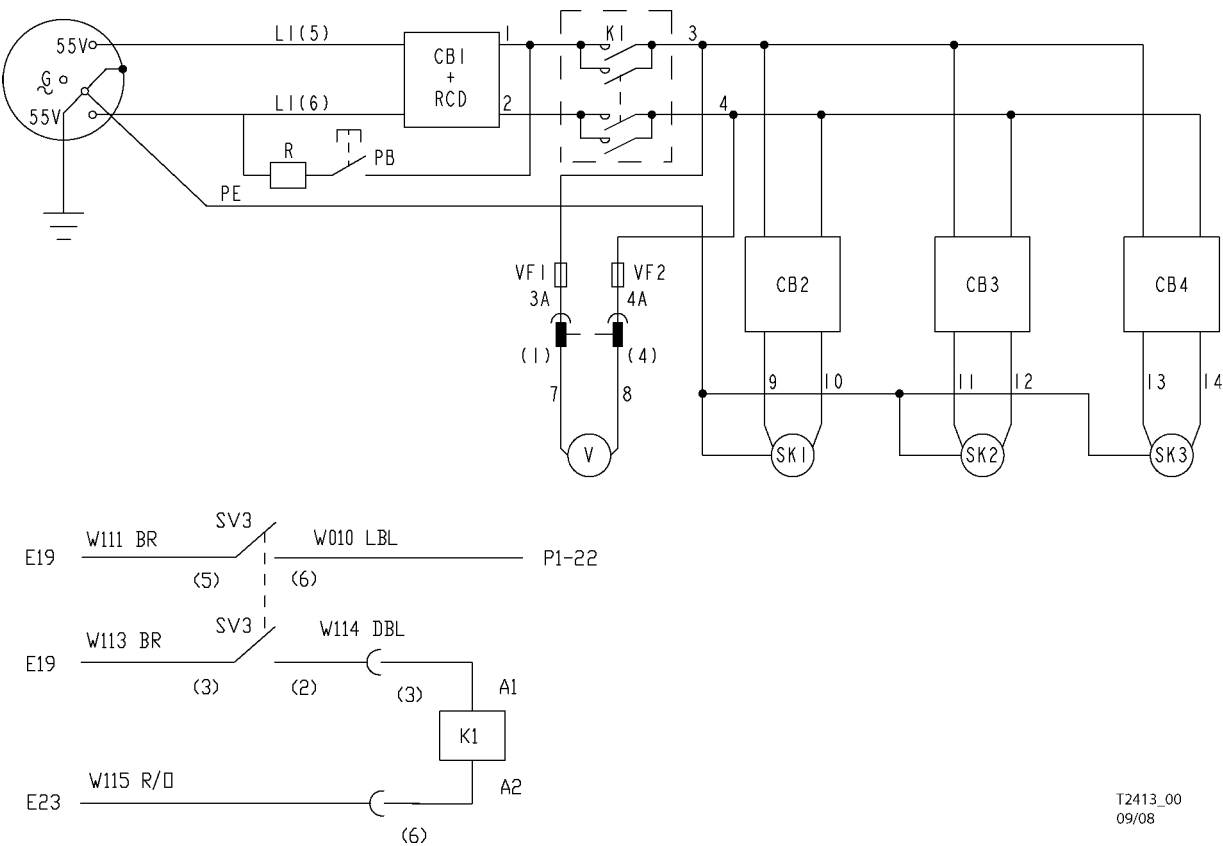 55V
G
55V
L1(5)
L1(6)
CB1
+
RCD
1
2
K1
3
4
R
PB
PE
VF1
3A
VF2
4A
(1)
(4)
7
8
V
CB2
CB3
CB4
9
10
11
12
13
14
SK1
SK2
SK3
SV3
E19
W111 BR
W010 LBL
P1-22
(5)
(6)
SV3
W113 BR
W114 DBL
E19
(3)
(2)
(3)
A1
K1
A2
W115 R/O
E23
(6)
T2413_00
09/08